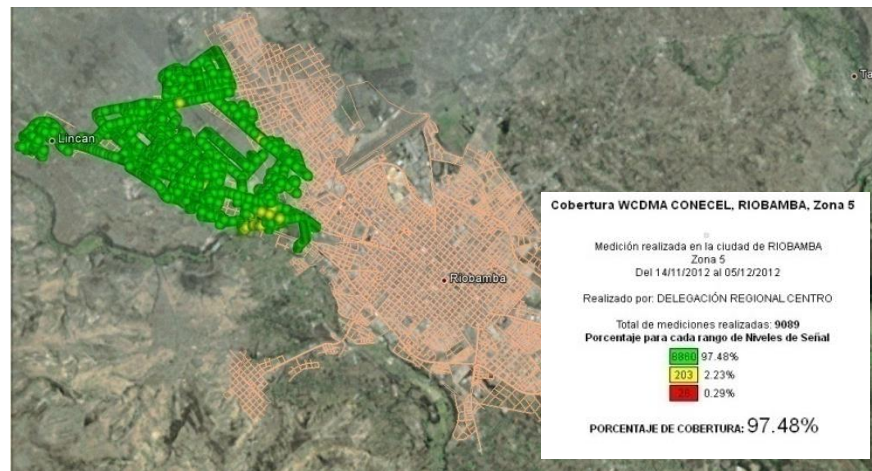 Lincan
Ta
Riobamba
Cobertura WCDMA CONECEL, RIOBAMBA, Zona 5
Medición realizada en la ciudad de RIOBAMBA
Zona 5
Del 14/11/2012 al 05/12/2012
Realizado por: DELEGACIÓN REGIONAL CENTRO
Total de mediciones realizadas: 9089
Porcentaje para cada rango de Niveles de Señal
8860 97.48%
203 2.23%
26 0.29%
PORCENTAJE DE COBERTURA: 97.48%